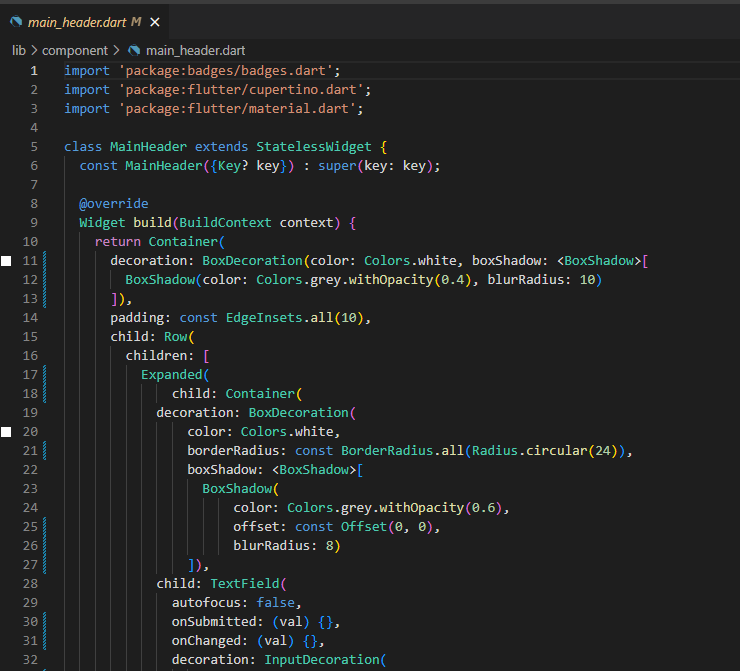 main_header.dart M ×
lib > component > main_header.dart
1 import 'package:badges/badges.dart';
2 import 'package:flutter/cupertino.dart';
3 import 'package:flutter/material.dart';
4
5 class MainHeader extends StatelessWidget {
6   const MainHeader({Key? key}) : super(key: key);
7
8   @override
9   Widget build(BuildContext context) {
10     return Container(
11       decoration: BoxDecoration(color: Colors.white, boxShadow: <BoxShadow>[
12         BoxShadow(color: Colors.grey.withOpacity(0.4), blurRadius: 10)
13       ]),
14       padding: const EdgeInsets.all(10),
15       child: Row(
16         children: [
17           Expanded(
18               child: Container(
19             decoration: BoxDecoration(
20                 color: Colors.white,
21                 borderRadius: const BorderRadius.all(Radius.circular(24)),
22                 boxShadow: <BoxShadow>[
23                   BoxShadow(
24                       color: Colors.grey.withOpacity(0.6),
25                       offset: const Offset(0, 0),
26                       blurRadius: 8)
27                 ]),
28             child: TextField(
29               autofocus: false,
30               onSubmitted: (val) {},
31               onChanged: (val) {},
32               decoration: InputDecoration(